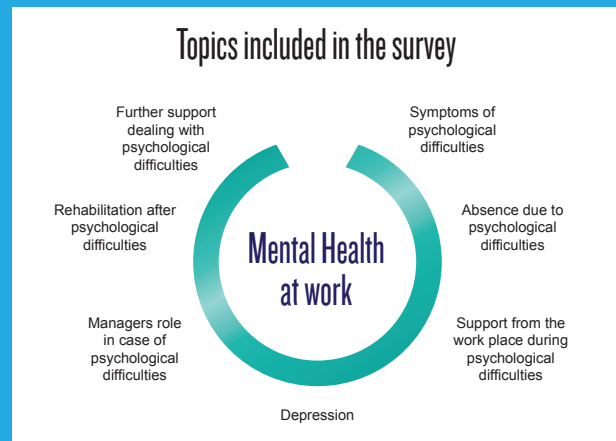 Topics included in the survey
Further support
dealing with
psychological
difficulties
Symptoms of
psychological
difficulties
Rehabilitation after
psychological
difficulties
Mental Health
at work
Absence due to
psychological
difficulties
Managers role
in case of
psychological
difficulties
Support from the
work place during
psychological
difficulties
Depression